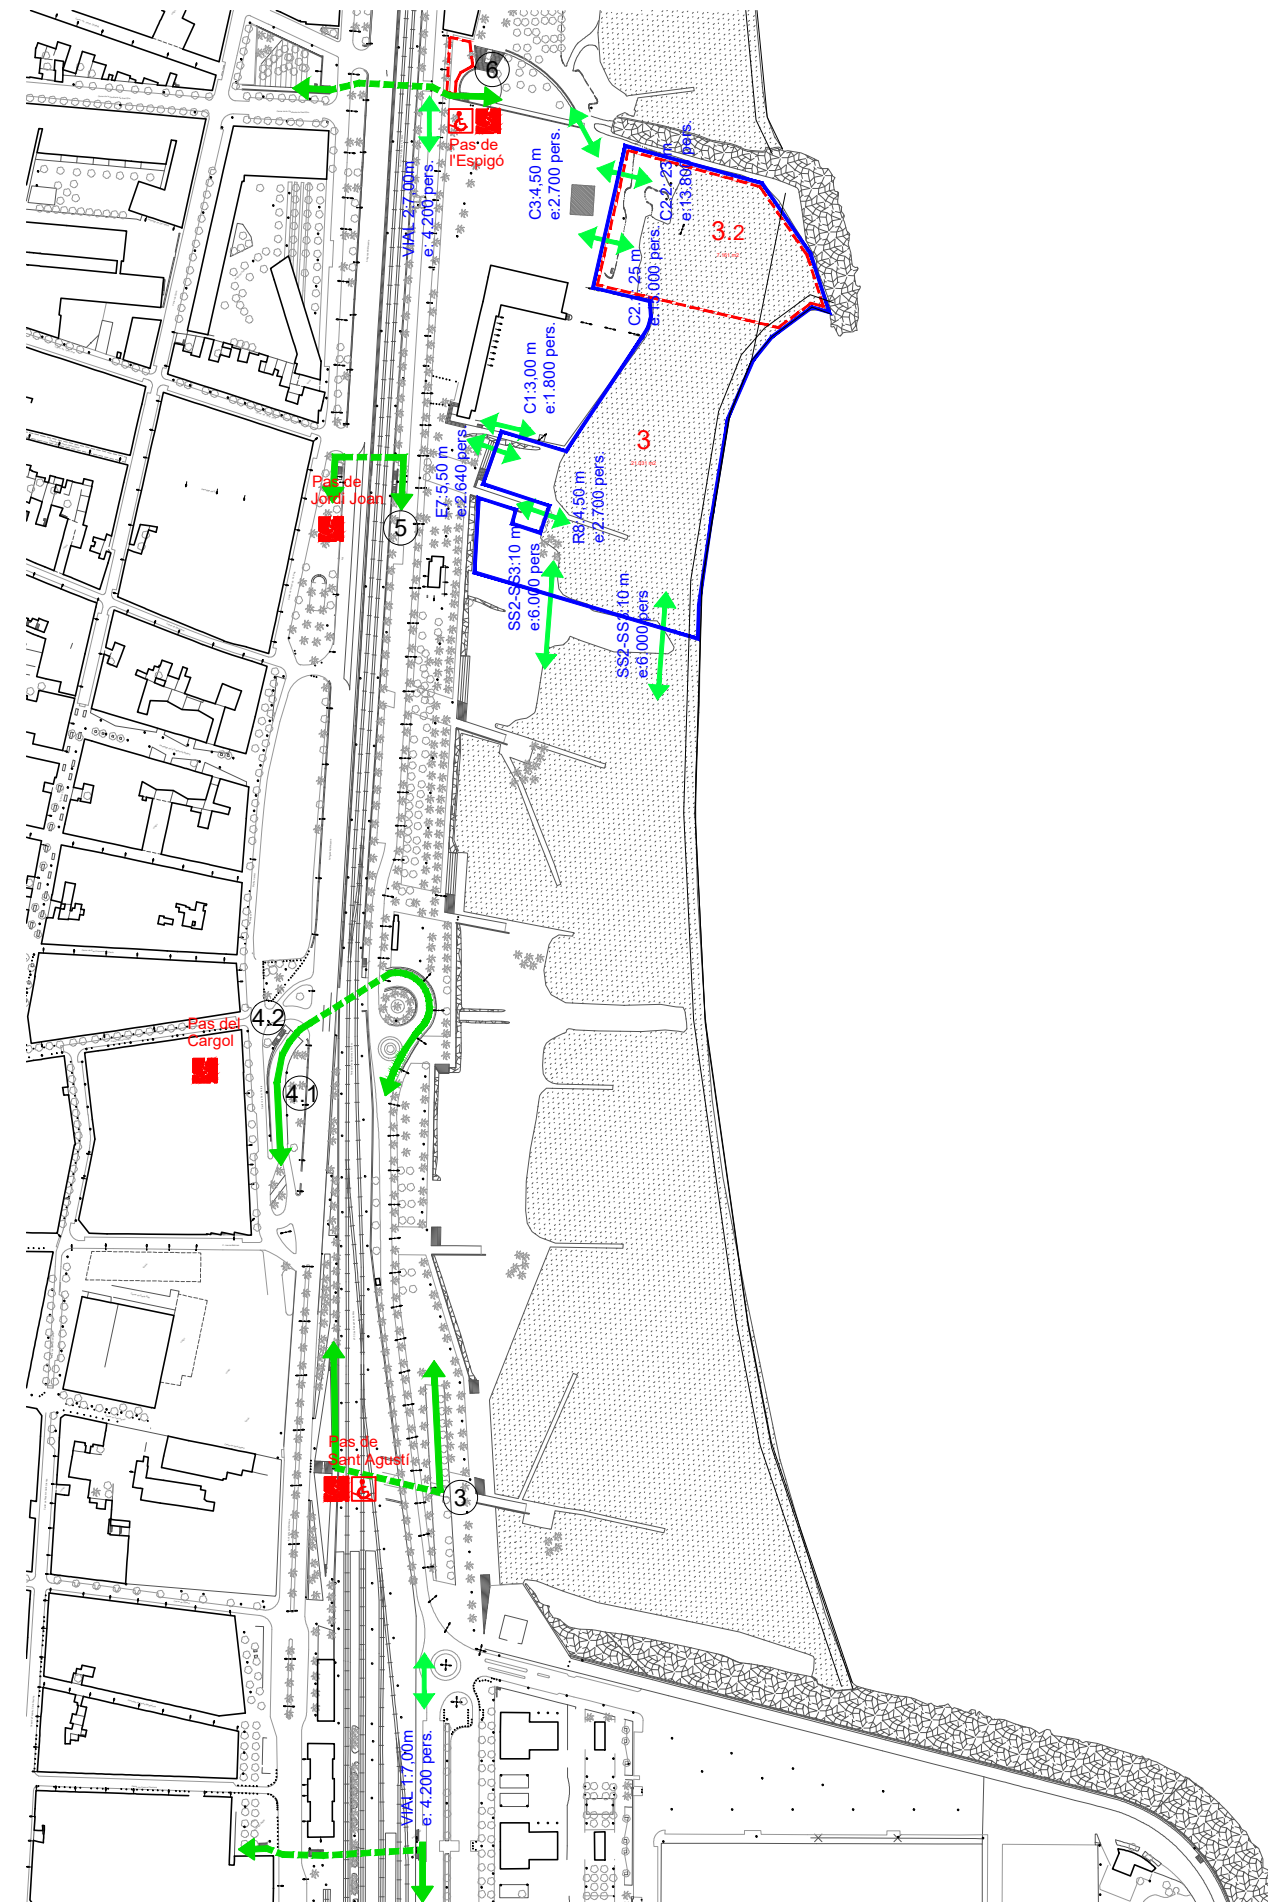 6
Pas de
l'Espigó
VIAL 2:7,00m
e: 4.200 pers.
C3:4,50 m
e:2.700 pers.
C2.2: 23 m
e:13.800 pers.
3.2
C2.1: 25 m
C1:3,00 m
e:1.800 pers.
3
E7:5,50 m
e:2.640 pers.
R8:4,50 m
e:2.700 pers.
Pas de
Jordi Joan
5
SS2-SS3:10 m
e:6.000 pers
SS2-SS3:10 m
e:6.000 pers
4.2
Pas del
Cargol
4.1
Pas de
Sant Agustí
3
VIAL 1:7,00m
e: 4.200 pers.